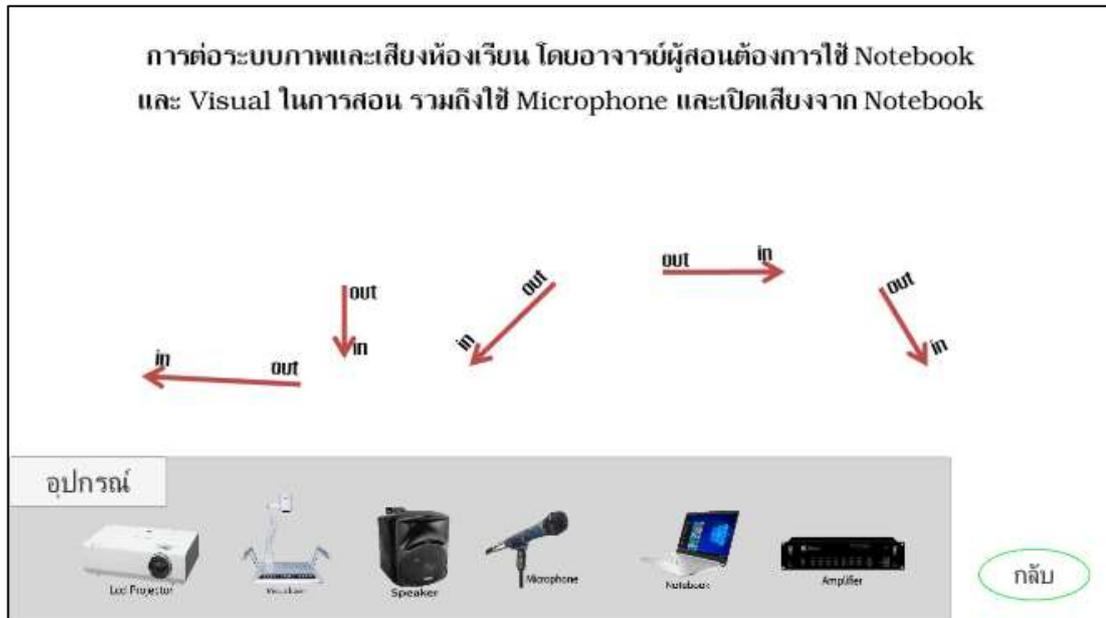 การต่อระบบภาพและเสียงห้องเรียน โดยอาจารย์ผู้สอนต้องการใช้ Notebook
และ Visual ในการสอน รวมถึงใช้ Microphone และเปิดเสียงจาก Notebook
out in
out
out
out
in
in
in
in out
อุปกรณ์
Lcd Projector
Visualizer
Speaker
Microphone
Notebook
Amplifier
กลับ